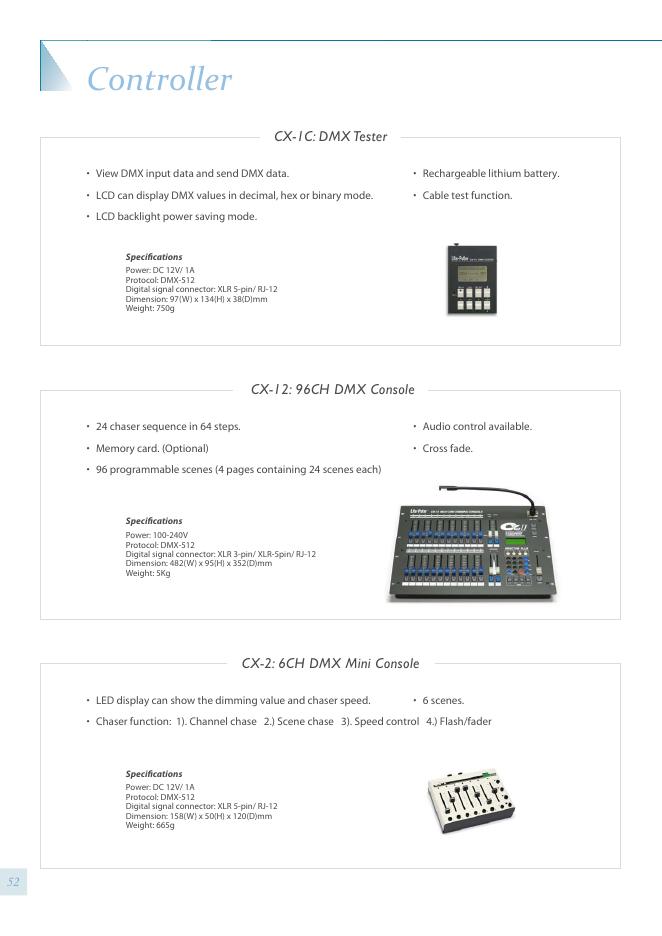 Controller
CX-1C: DMX Tester
• View DMX input data and send DMX data.
• LCD can display DMX values in decimal, hex or binary mode.
• LCD backlight power saving mode.
• Rechargeable lithium battery.
• Cable test function.
Specifications
Power: DC 12V/ 1A
Protocol: DMX-512
Digital signal connector: XLR 5-pin/ RJ-12
Dimension: 97(W) x 134(H) x 38(D)mm
Weight: 750g
Lite-Puter
CX-12: 96CH DMX Console
• 24 chaser sequence in 64 steps.
• Memory card. (Optional)
• 96 programmable scenes (4 pages containing 24 scenes each)
• Audio control available.
• Cross fade.
Specifications
Power: 100-240V
Protocol: DMX-512
Digital signal connector: XLR 3-pin/ XLR-5pin/ RJ-12
Dimension: 482(W) x 95(H) x 352(D)mm
Weight: 5Kg
Lite-Puter
CX-2: 6CH DMX Mini Console
• LED display can show the dimming value and chaser speed.
• 6 scenes.
• Chaser function: 1). Channel chase 2.) Scene chase 3). Speed control 4.) Flash/fader
Specifications
Power: DC 12V/ 1A
Protocol: DMX-512
Digital signal connector: XLR 5-pin/ RJ-12
Dimension: 158(W) x 50(H) x 120(D)mm
Weight: 665g
52